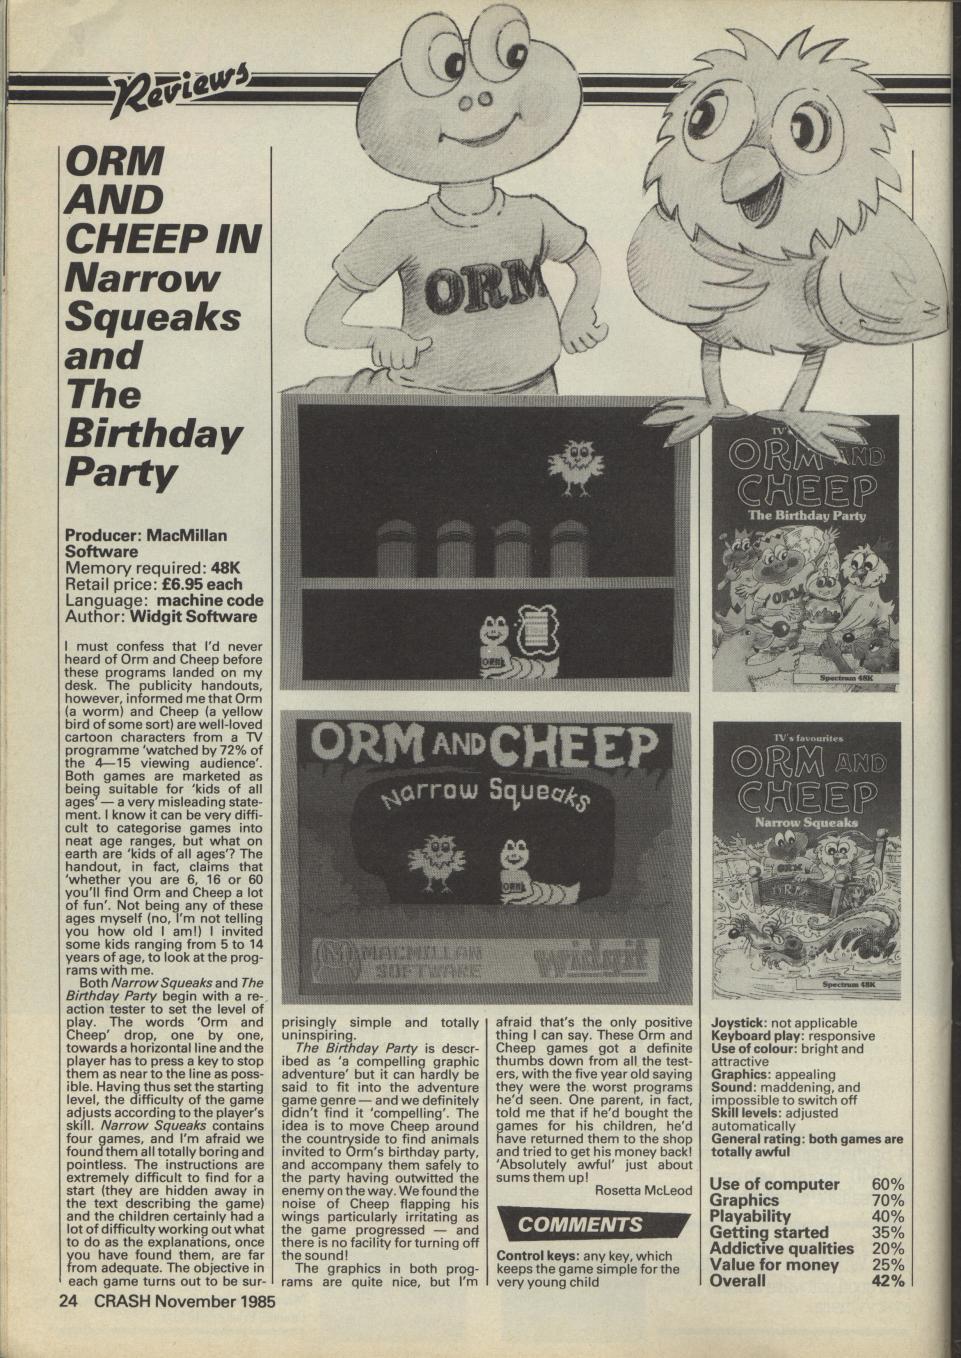 Reviews
ORM
AND
CHEEP IN
Narrow
Squeaks
and
The
Birthday
Party
Producer: MacMillan
Software
Memory required: 48K
Retail price: £6.95 each
Language: machine code
Author: Widgit Software
I must confess that I'd never
heard of Orm and Cheep before
these programs landed on my
desk. The publicity handouts,
however, informed me that Orm
(a worm) and Cheep (a yellow
bird of some sort) are well-loved
cartoon characters from a TV
programme 'watched by 72% of
the 4—15 viewing audience'.
Both games are marketed as
being suitable for 'kids of all
ages' — a very misleading state-
ment. I know it can be very diffi-
cult to categorise games into
neat age ranges, but what on
earth are 'kids of all ages'? The
handout, in fact, claims that
'whether you are 6, 16 or 60
you'll find Orm and Cheep a lot
of fun'. Not being any of these
ages myself (no, I'm not telling
you how old I am!) I invited
some kids ranging from 5 to 14
years of age, to look at the prog-
rams with me.
Both Narrow Squeaks and The
Birthday Party begin with a re-
action tester to set the level of
play. The words 'Orm and
Cheep' drop, one by one,
towards a horizontal line and the
player has to press a key to stop
them as near to the line as poss-
ible. Having thus set the starting
level, the difficulty of the game
adjusts according to the player's
skill. Narrow Squeaks contains
four games, and I'm afraid we
found them all totally boring and
pointless. The instructions are
extremely difficult to find for a
start (they are hidden away in
the text describing the game)
and the children certainly had a
lot of difficulty working out what
to do as the explanations, once
you have found them, are far
from adequate. The objective in
each game turns out to be sur-
ORM
ORM
ORM AND CHEEP
Narrow Squeaks
ORM
MACMILLAN
SOFTWARE
widgit
prisingly simple and totally
uninspiring.
The Birthday Party is descr-
ibed as 'a compelling graphic
adventure' but it can hardly be
said to fit into the adventure
game genre — and we definitely
didn't find it 'compelling'. The
idea is to move Cheep around
the countryside to find animals
invited to Orm's birthday party,
and accompany them safely to
the party having outwitted the
enemy on the way. We found the
noise of Cheep flapping his
wings particularly irritating as
the game progressed — and
there is no facility for turning off
the sound!
The graphics in both prog-
rams are quite nice, but I'm
afraid that's the only positive
thing I can say. These Orm and
Cheep games got a definite
thumbs down from all the test-
ers, with the five year old saying
they were the worst programs
he'd seen. One parent, in fact,
told me that if he'd bought the
games for his children, he'd
have returned them to the shop
and tried to get his money back!
'Absolutely awful' just about
sums them up!
Rosetta McLeod
COMMENTS
Control keys: any key, which
keeps the game simple for the
very young child
TV's
ORM AND
CHEEP
The Birthday Party
ORM
Spectrum 48K
TV's favourites
ORM AND
CHEEP
Narrow Squeaks
ORM
Spectrum 48K
Joystick: not applicable
Keyboard play: responsive
Use of colour: bright and
attractive
Graphics: appealing
Sound: maddening, and
impossible to switch off
Skill levels: adjusted
automatically
General rating: both games are
totally awful
Use of computer 60%
Graphics 70%
Playability 40%
Getting started 35%
Addictive qualities 20%
Value for money 25%
Overall 42%
24 CRASH November 1985